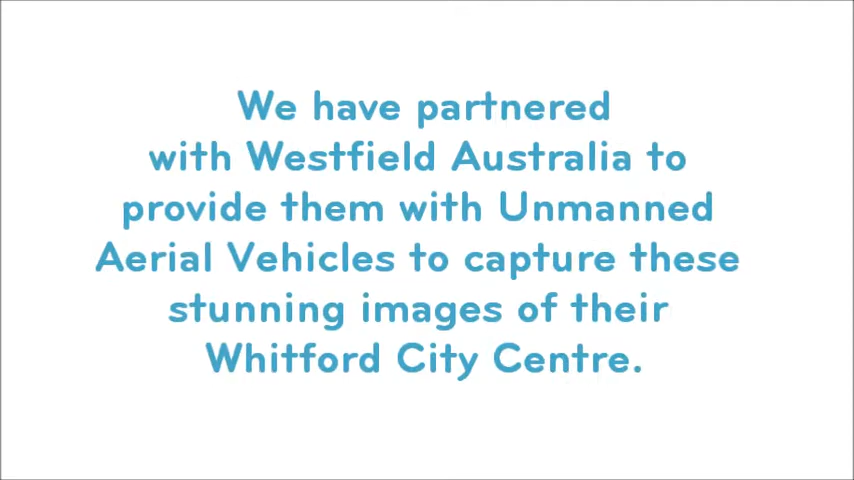 We have partnered
with Westfield Australia to
provide them with Unmanned
Aerial Vehicles to capture these
stunning images of their
Whitford City Centre.